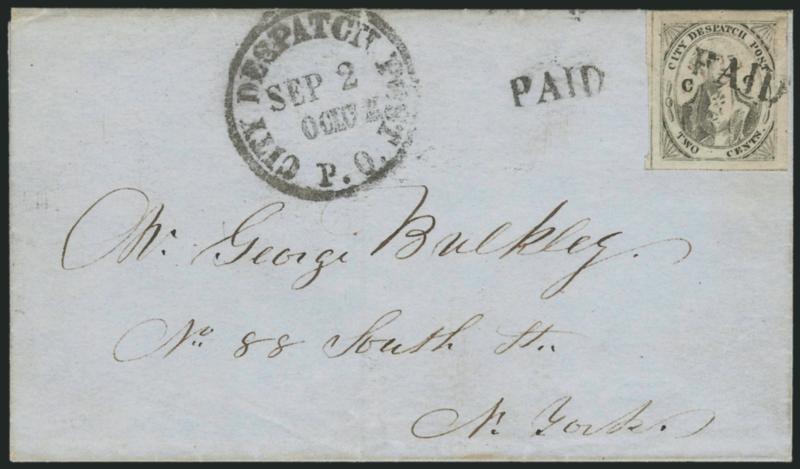 CITY DESPATCH POST
SEP 2
P. O.
PAID
CITY DESPATCH POST
PAID
C
TWO CENTS
Mr. George Bulkley.
No. 88 South St.
N. York.